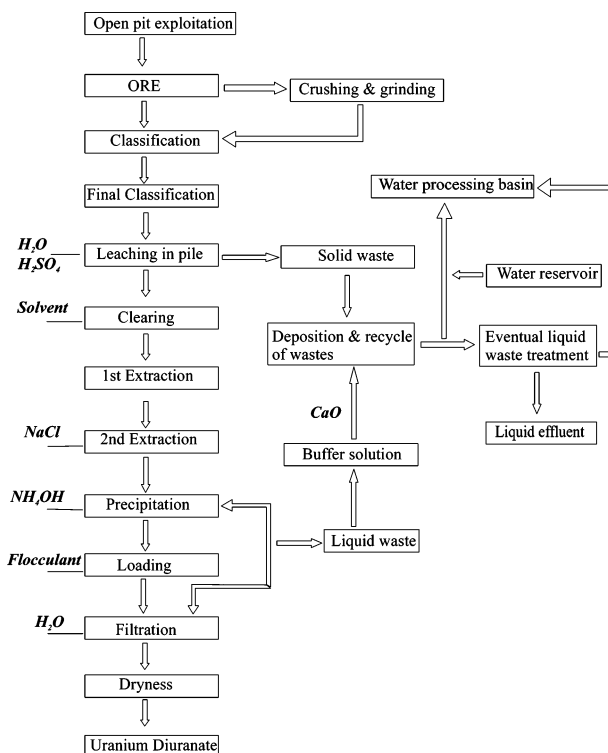 Open pit exploitation
ORE
Crushing & grinding
Classification
Final Classification
Water processing basin
H₂O
H₂SO₄
Leaching in pile
Solid waste
Water reservoir
Solvent
Clearing
Deposition & recycle
of wastes
Eventual liquid
waste treatment
1st Extraction
CaO
NaCl
2nd Extraction
Liquid effluent
Buffer solution
NH₄OH
Precipitation
Liquid waste
Flocculant
Loading
H₂O
Filtration
Dryness
Uranium Diuranate